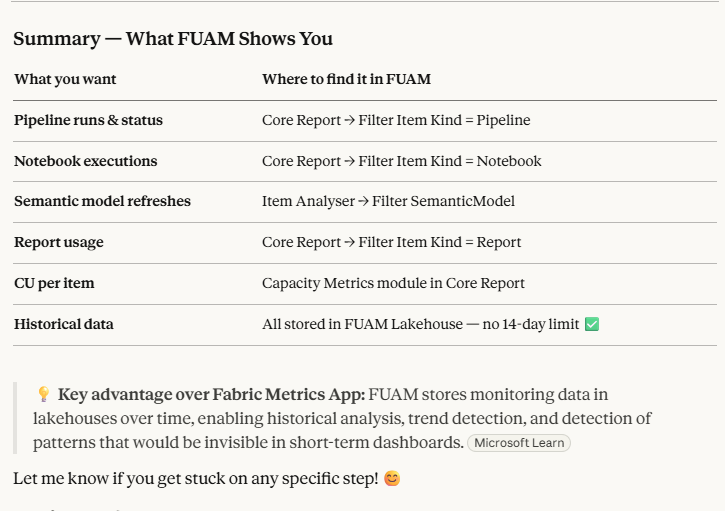 Summary — What FUAM Shows You
What you want Where to find it in FUAM
Pipeline runs & status Core Report → Filter Item Kind = Pipeline
Notebook executions Core Report → Filter Item Kind = Notebook
Semantic model refreshes Item Analyser → Filter SemanticModel
Report usage Core Report → Filter Item Kind = Report
CU per item Capacity Metrics module in Core Report
Historical data All stored in FUAM Lakehouse — no 14-day limit ✅
💡 Key advantage over Fabric Metrics App: FUAM stores monitoring data in
lakehouses over time, enabling historical analysis, trend detection, and detection of
patterns that would be invisible in short-term dashboards. Microsoft Learn
Let me know if you get stuck on any specific step! 😊